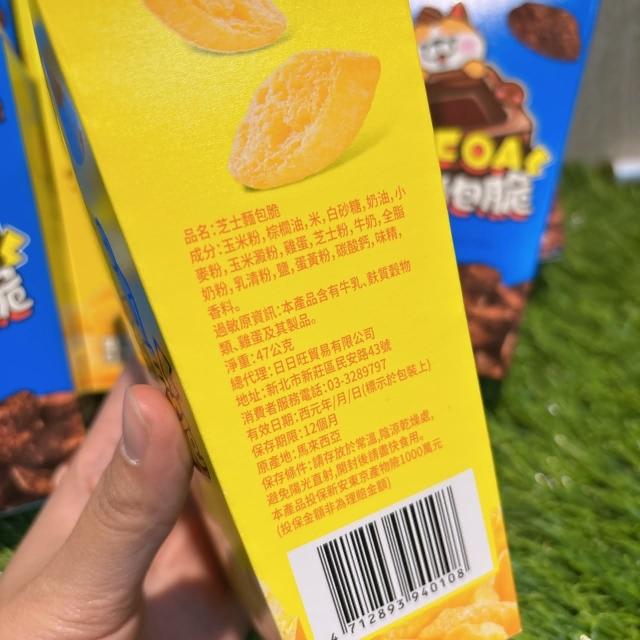 品名：芝士麵包脆
成分：玉米粉，棕櫚油，米，白砂糖，奶油，小
麥粉，玉米澱粉，雞蛋，芝士粉，牛奶，全脂
奶粉，乳清粉，鹽，蛋黃粉，碳酸鈣，味精，
香料。
過敏原資訊：本產品含有牛乳、麩質穀物
類、雞蛋及其製品。
淨重：47公克
總代理：日日旺貿易有限公司
地址：新北市新莊區民安路43號
消費者服務電話：03-3289797
有效日期：西元年/月/日(標示於包裝上)
保存期限：12個月
原產地：馬來西亞
保存條件：請存放於常溫，陰涼乾燥處，
避免陽光直射，開封後請盡快食用。
本產品投保新安東京產物險1000萬元
(投保金額非為理賠金額)
4 712893 940108
COA
包脆
脆